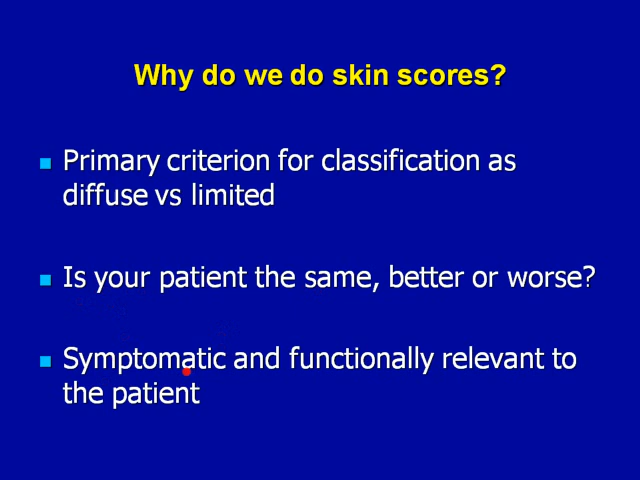 Why do we do skin scores?
Primary criterion for classification as
diffuse vs limited
Is your patient the same, better or worse?
Symptomatic and functionally relevant to
the patient